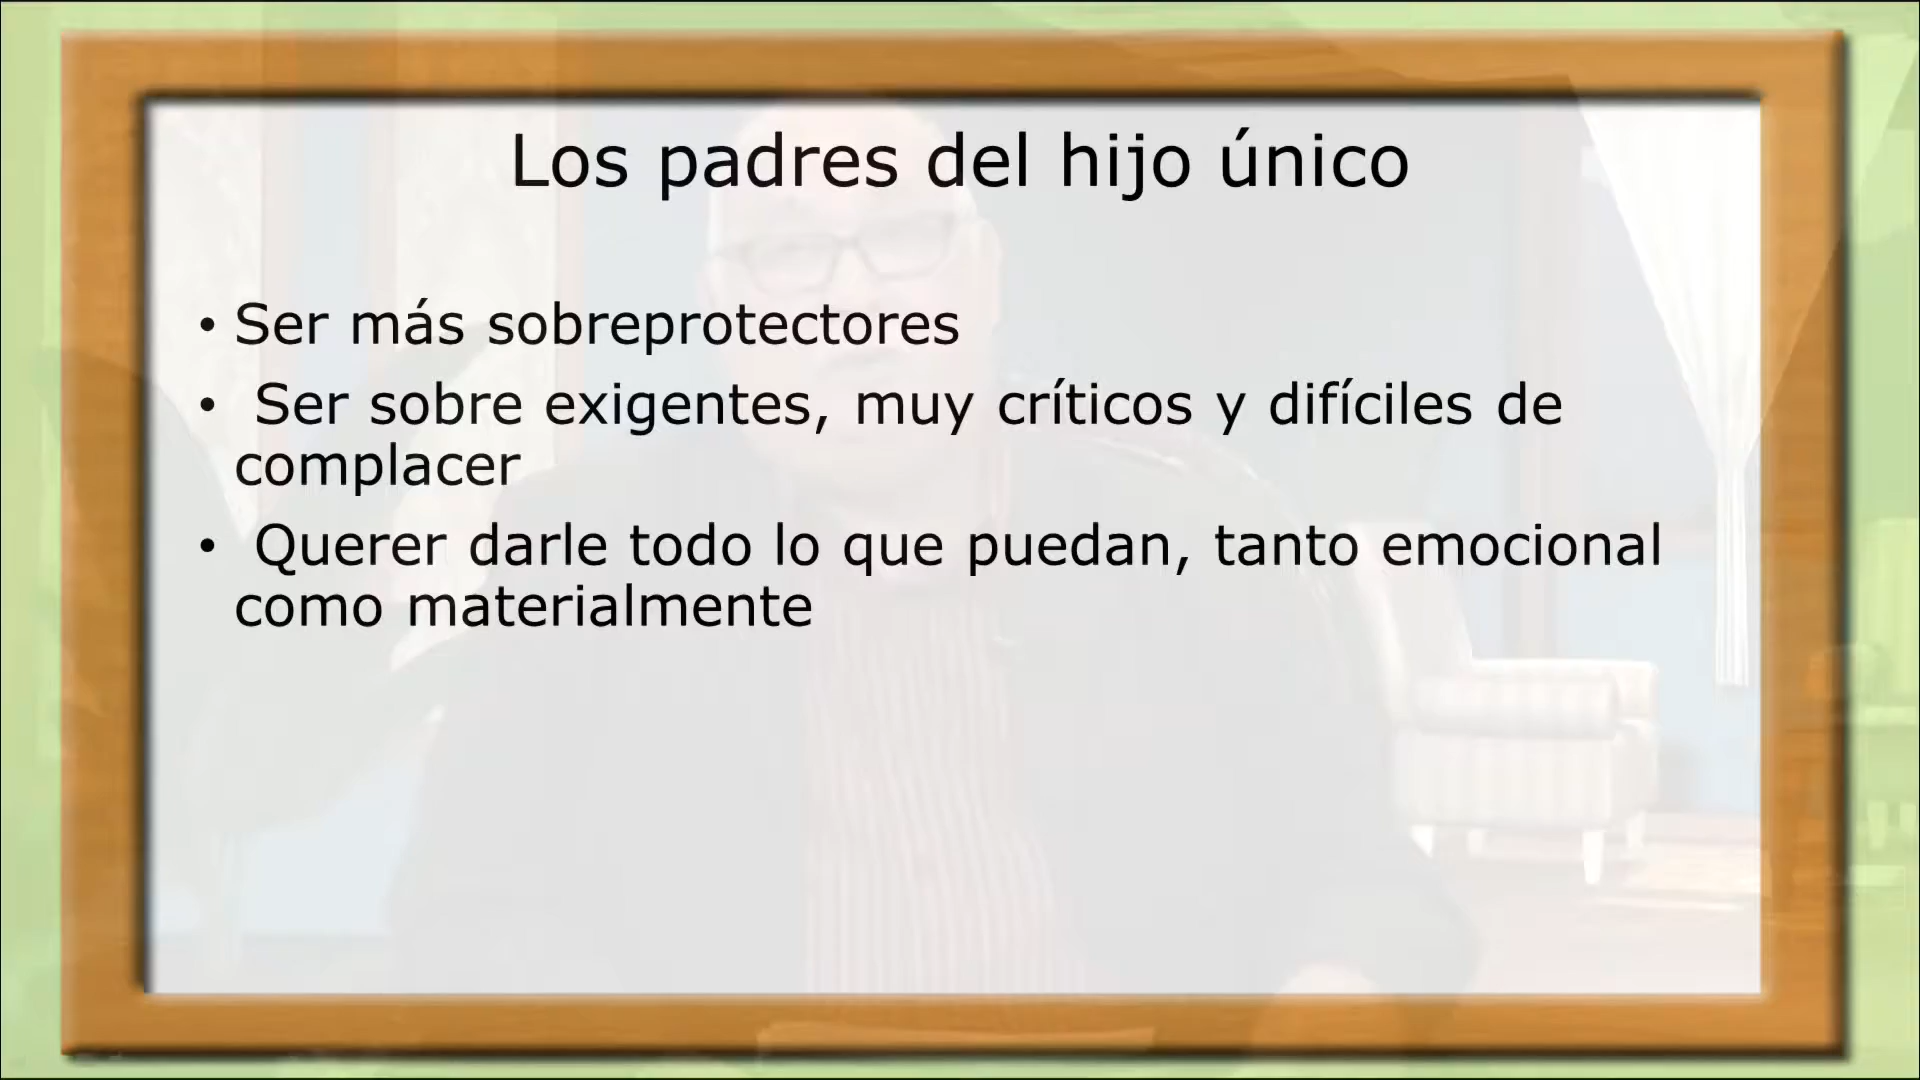 Los padres del hijo único
• Ser más sobreprotectores
• Ser sobre exigentes, muy críticos y difíciles de
complacer
• Querer darle todo lo que puedan, tanto emocional
como materialmente